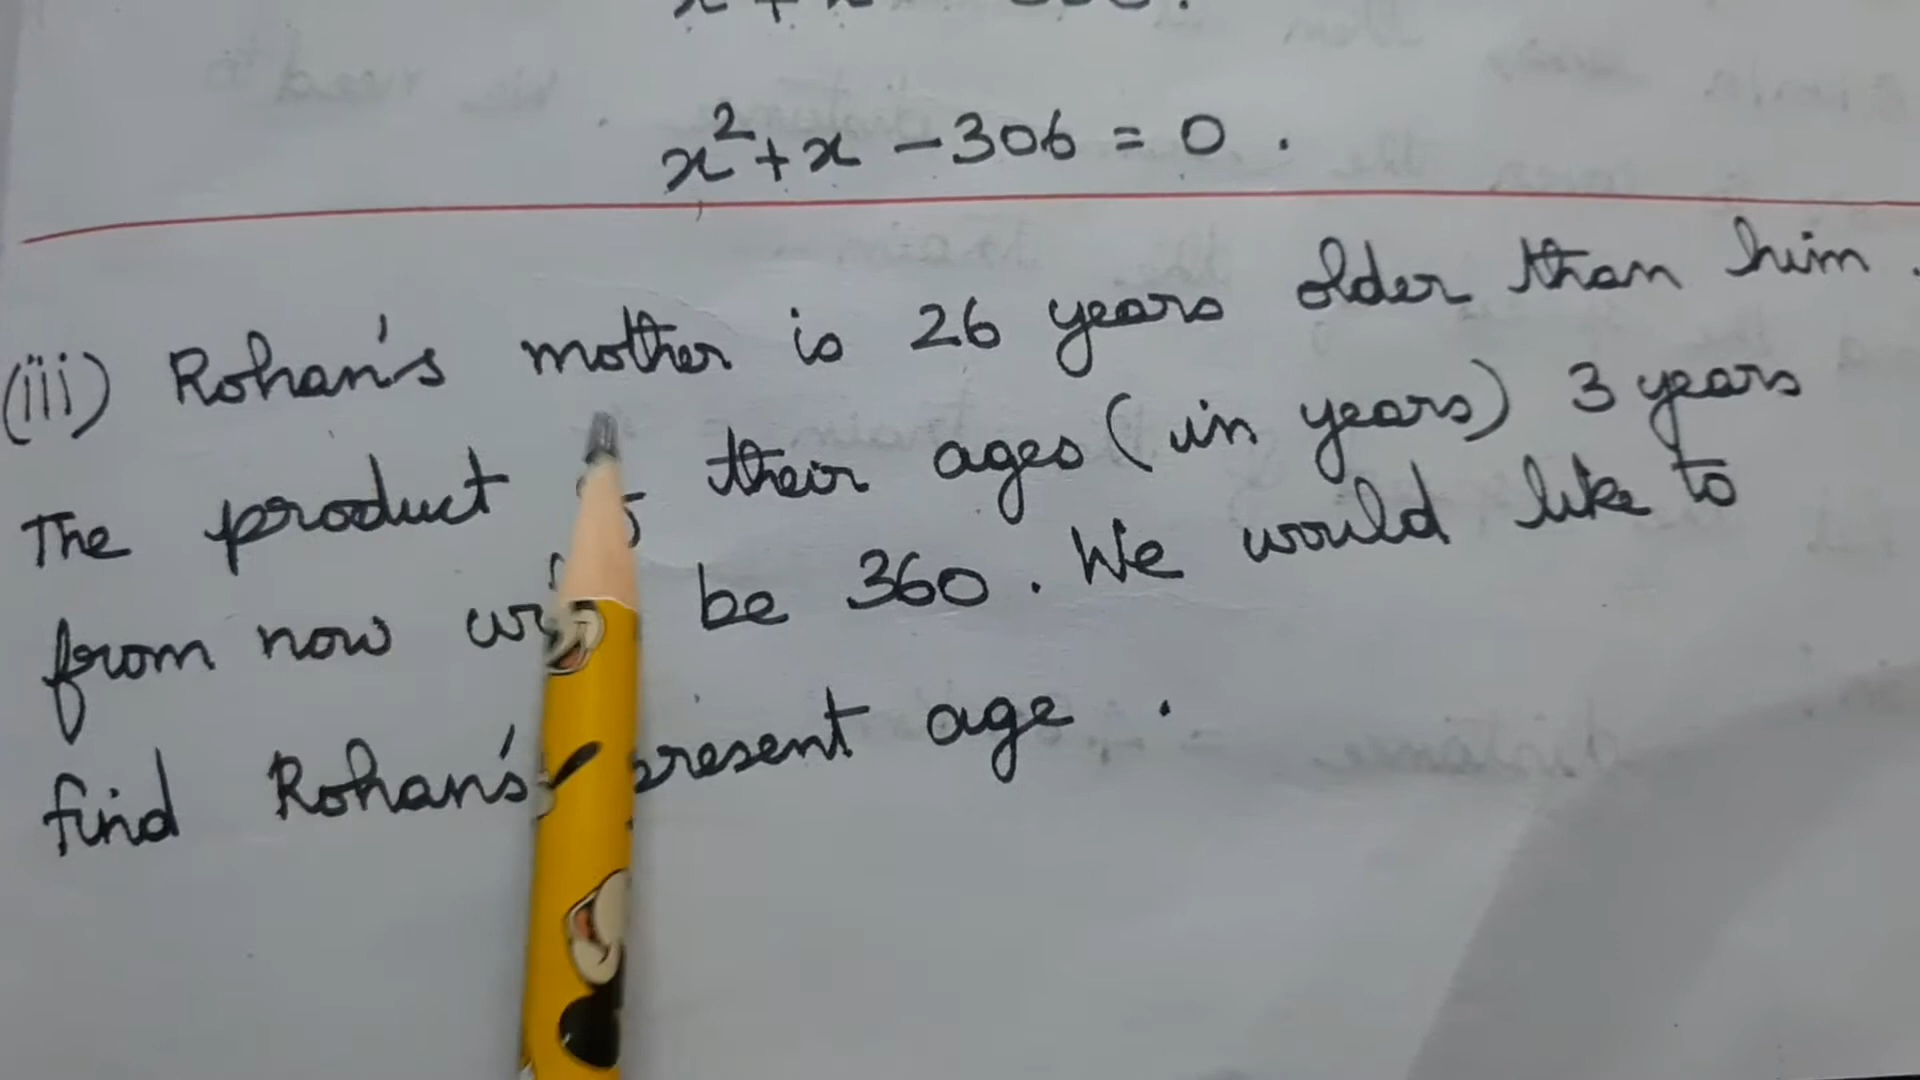 x²+x −306 = 0 .
(iii) Rohan's mother is 26 years older than him .
The product their ages (in years) 3 years
from now be 360 . We would like to
find Rohan's present age .